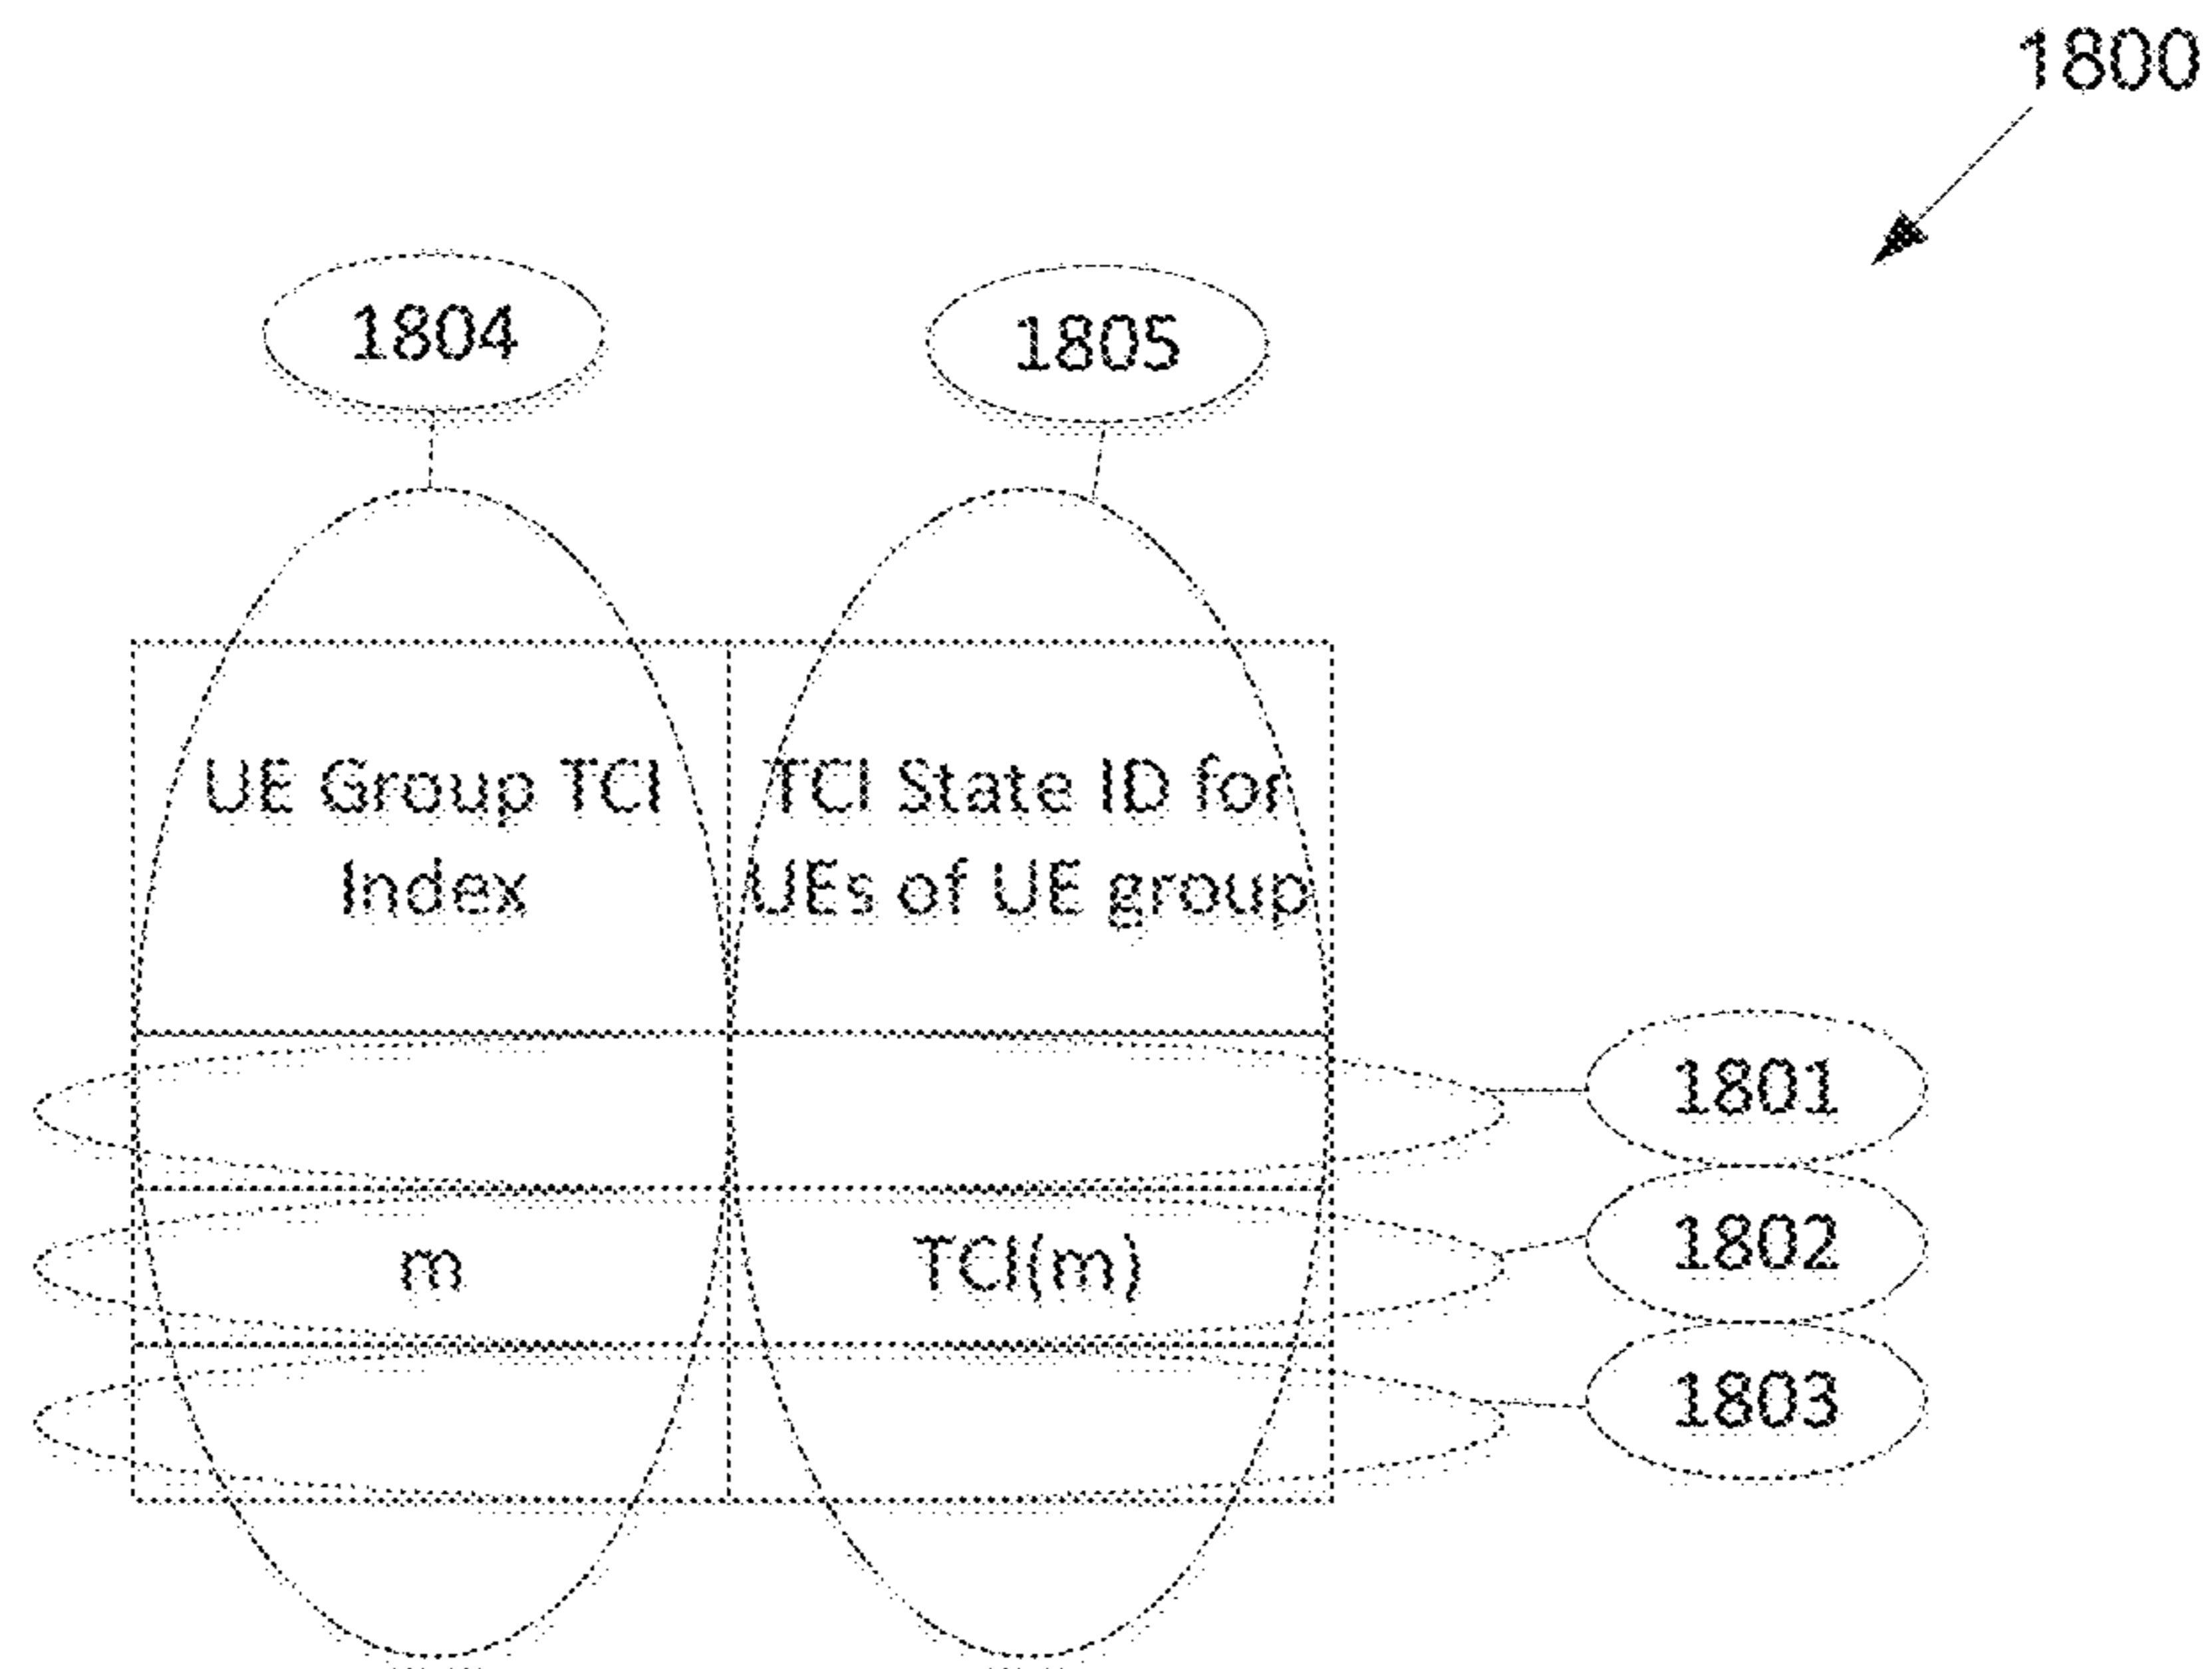 1800
1804
1805
UE Group TCI
Index
TCI State ID for
UEs of UE group
1801
m
TCI(m)
1802
1803